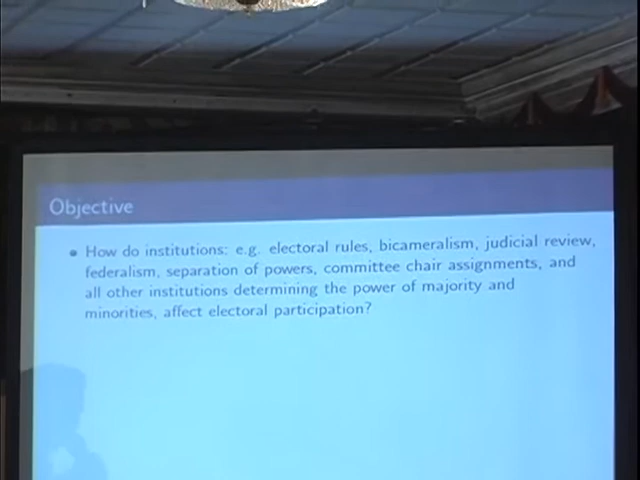 Objective
• How do institutions: e.g. electoral rules, bicameralism, judicial review,
federalism, separation of powers, committee chair assignments, and
all other institutions determining the power of majority and
minorities, affect electoral participation?